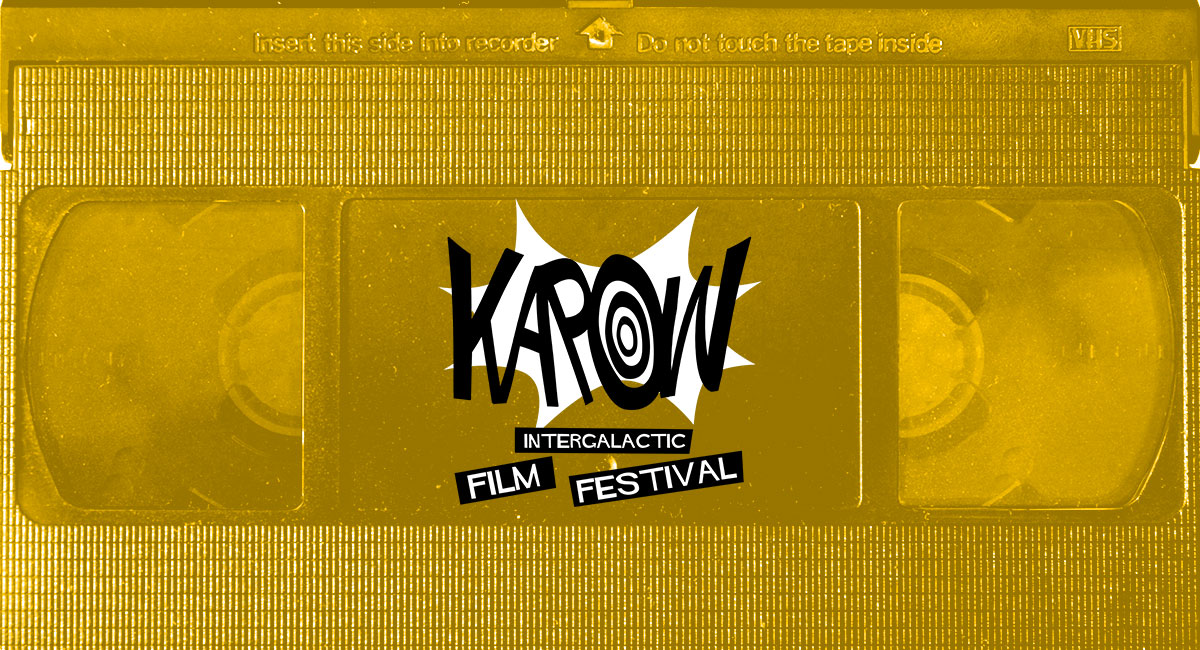 Insert this side into recorder Do not touch the tape inside VHS
KAPOW
INTERGALACTIC
FILM FESTIVAL